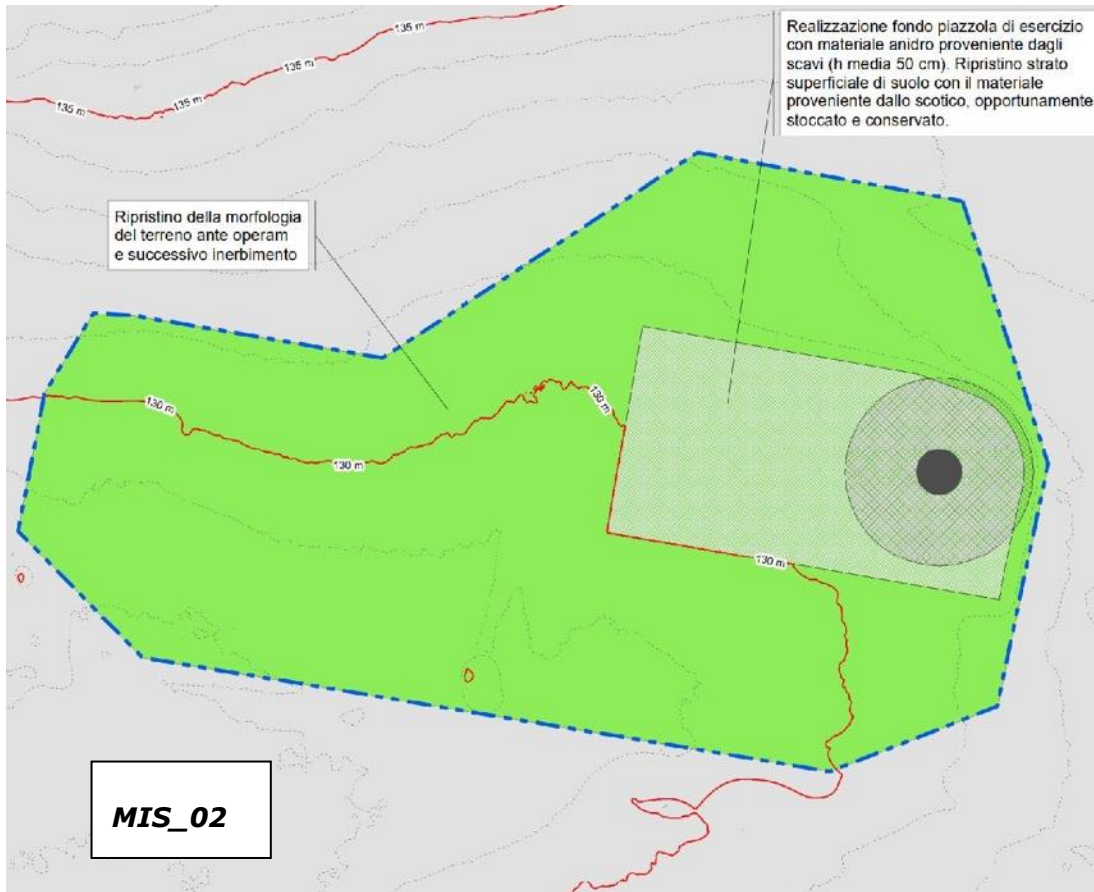 135 m
135 m
135 m
Realizzazione fondo piazzola di esercizio
con materiale anidro proveniente dagli
scavi (h media 50 cm). Ripristino strato
superficiale di suolo con il materiale
proveniente dallo scotico, opportunamente
stoccato e conservato.
Ripristino della morfologia
del terreno ante operam
e successivo inerbimento
130 m
130 m
130 m
130 m
MIS_02